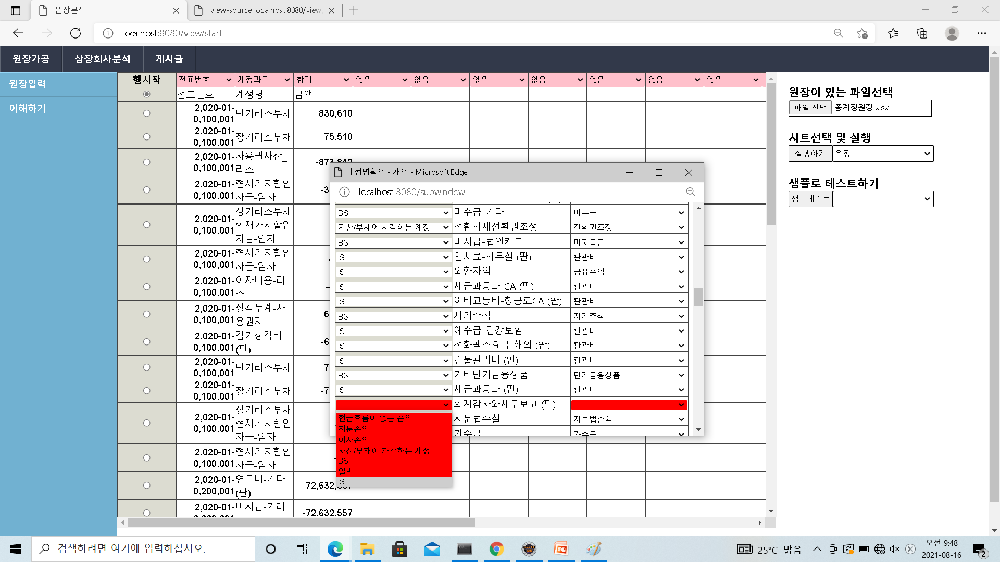 원장분석
view-source:localhost:8080/view
localhost:8080/view/start
원장가공 상장회사분석 게시글
원장입력
이해하기
행시작 전표번호 계정과목 합계 없음 없음 없음 없음 없음 없음 없음
전표번호 계정명 금액
2,020-01-0,100,001 단기리스부채 830,610
2,020-01-0,100,001 장기리스부채 75,510
2,020-01-0,100,001 사용권자산_리스 -873,842
2,020-01-0,100,001 현재가치할인차금-임차 -3
2,020-01-0,100,001 장기리스부채현재가치할인차금-임차
2,020-01-0,100,001 현재가치할인차금-임차
2,020-01-0,100,001 이자비용-리스
2,020-01-0,100,001 상각누계-사용권자 6
2,020-01-0,100,001 감가상각비 (판) -6
2,020-01-0,100,001 단기리스부채 7
2,020-01-0,100,001 장기리스부채 -7
2,020-01-0,100,001 장기리스부채현재가치할인차금-임차
2,020-01-0,100,001 현재가치할인차금-임차
2,020-01-0,200,001 연구비-기타 (판) 72,632,557
2,020-01- 미지급-거래 -72,632,557
원장이 있는 파일선택
파일 선택 총계정원장.xlsx
시트선택 및 실행
실행하기 원장
샘플로 테스트하기
샘플테스트
계정명확인 - 개인 - Microsoft Edge
localhost:8080/subwindow
BS 미수금-기타 미수금
자산/부채에 차감하는 계정 전환사채전환권조정 전환권조정
BS 미지급-법인카드 미지급금
IS 임차료-사무실 (판) 판관비
IS 외환차익 금융손익
IS 세금과공과-CA (판) 판관비
IS 여비교통비-항공료CA (판) 판관비
BS 자기주식 자기주식
IS 예수금-건강보험 판관비
IS 전화팩스요금-해외 (판) 판관비
IS 건물관리비 (판) 판관비
BS 기타단기금융상품 단기금융상품
IS 세금과공과 (판) 판관비
회계감사와세무보고 (판)
지분법손실 지분법손익
가수금 가수금
현금흐름이 없는 손익
처분손익
이자손익
자산/부채에 차감하는 계정
BS
일반
IS
검색하려면 여기에 입력하십시오.
25°C 맑음
오전 9:48
2021-08-16
2